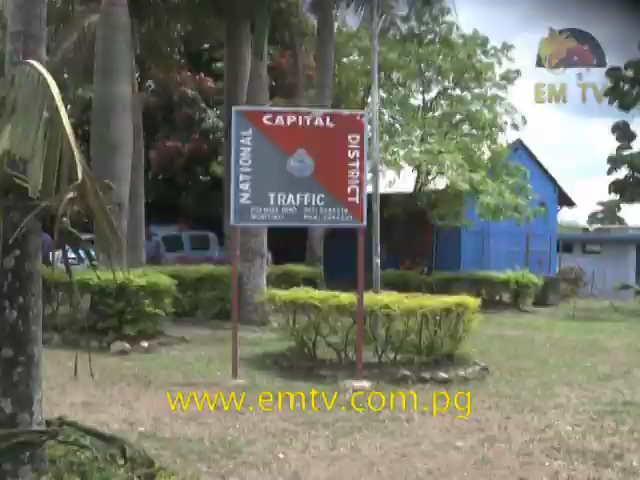 EM TV
CAPITAL
NATIONAL
DISTRICT
TRAFFIC
www.emtv.com.pg